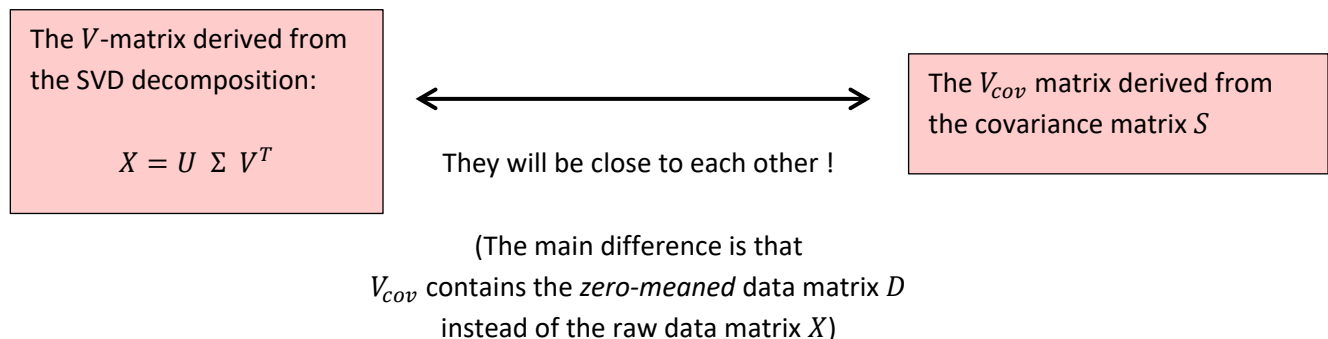 The V-matrix derived from
the SVD decomposition:
X = U Σ V^T
They will be close to each other !
The V_cov matrix derived from
the covariance matrix S
(The main difference is that
V_cov contains the zero-meaned data matrix D
instead of the raw data matrix X)